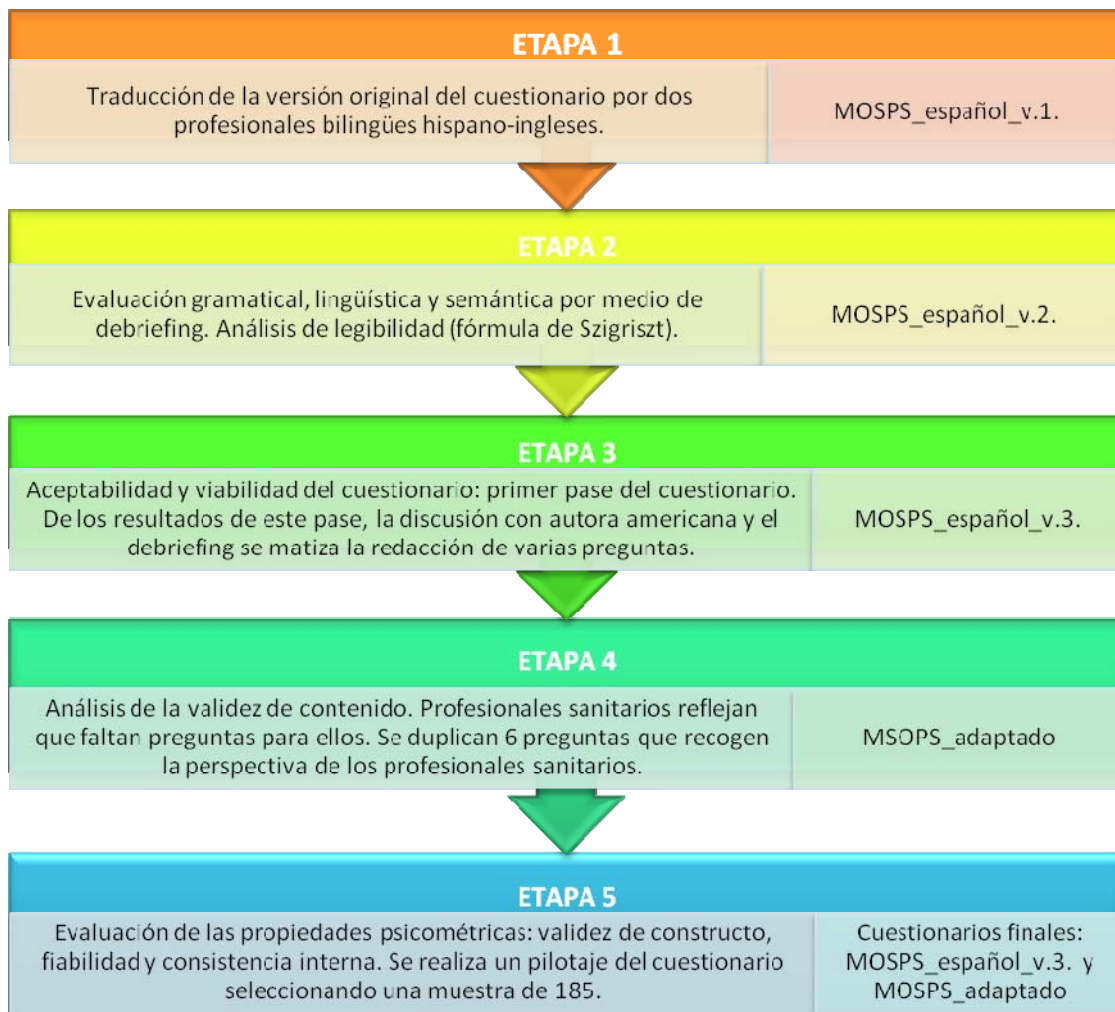 ETAPA 1
Traducción de la versión original del cuestionario por dos
profesionales bilingües hispano-ingleses.
MOSPS_español_v.1.
ETAPA 2
Evaluación gramatical, lingüística y semántica por medio de
debriefing. Análisis de legibilidad (fórmula de Szigriszt).
MOSPS_español_v.2.
ETAPA 3
Aceptabilidad y viabilidad del cuestionario: primer pase del cuestionario.
De los resultados de este pase, la discusión con autora americana y el
debriefing se matiza la redacción de varias preguntas.
MOSPS_español_v.3.
ETAPA 4
Análisis de la validez de contenido. Profesionales sanitarios reflejan
que faltan preguntas para ellos. Se duplican 6 preguntas que recogen
la perspectiva de los profesionales sanitarios.
MSOPS_adaptado
ETAPA 5
Evaluación de las propiedades psicométricas: validez de constructo,
fiabilidad y consistencia interna. Se realiza un pilotaje del cuestionario
seleccionando una muestra de 185.
Cuestionarios finales:
MOSPS_español_v.3. y
MOSPS_adaptado